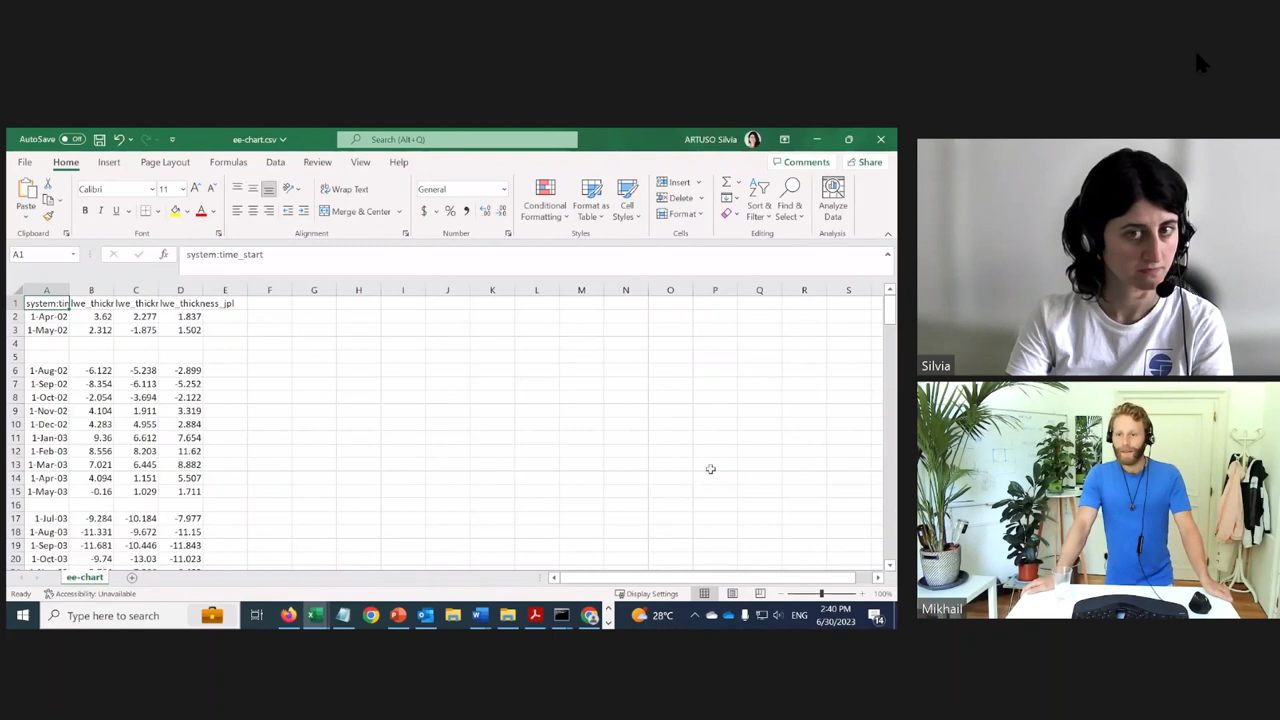 AutoSave Off ee-chart.csv Search (Alt+Q) ARTUSO Silvia
File Home Insert Page Layout Formulas Data Review View Help Comments Share
Paste Calibri 11 Wrap Text General Conditional Formatting Format as Table Cell Styles Insert Sort & Filter Find & Select Analyze Data
B I U Merge & Center $ % Delete
Format
Clipboard Font Alignment Number Styles Cells Editing Analysis
A1 fx system:time_start
A B C D E F G H I J K L M N O P Q R S
1 system:tin lwe_thickr lwe_thickr lwe_thickness_jpl
2 1-Apr-02 3.62 2.277 1.837
3 1-May-02 2.312 -1.875 1.502
4
5
6 1-Aug-02 -6.122 -5.238 -2.899
7 1-Sep-02 -8.354 -6.113 -5.252
8 1-Oct-02 -2.054 -3.694 -2.122
9 1-Nov-02 4.104 1.911 3.319
10 1-Dec-02 4.283 4.955 2.884
11 1-Jan-03 9.36 6.612 7.654
12 1-Feb-03 8.556 8.203 11.62
13 1-Mar-03 7.021 6.445 8.882
14 1-Apr-03 4.094 1.151 5.507
15 1-May-03 -0.16 1.029 1.711
16
17 1-Jul-03 -9.284 -10.184 -7.977
18 1-Aug-03 -11.331 -9.672 -11.15
19 1-Sep-03 -11.681 -10.446 -11.843
20 1-Oct-03 -9.74 -13.03 -11.023
ee-chart
Ready Accessibility: Unavailable Display Settings 100%
Type here to search 28°C ENG 2:40 PM 6/30/2023 14
Silvia
Mikhail